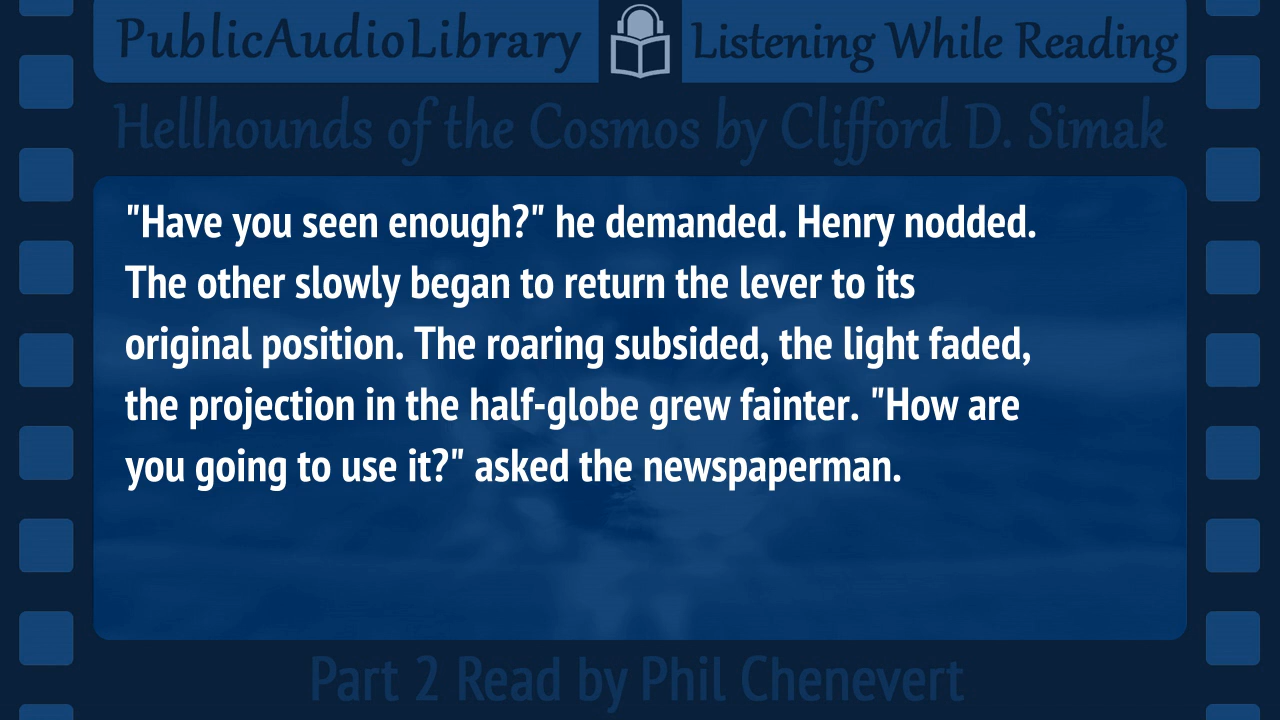 PublicAudioLibrary Listening While Reading
Hellhounds of the Cosmos by Clifford D. Simak
"Have you seen enough?" he demanded. Henry nodded.
The other slowly began to return the lever to its
original position. The roaring subsided, the light faded,
the projection in the half-globe grew fainter. "How are
you going to use it?" asked the newspaperman.
Part 2 Read by Phil Chenevert